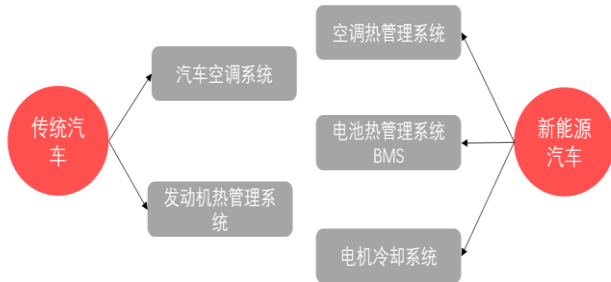 传统汽
车
汽车空调系统
发动机热管理系
统
空调热管理系统
电池热管理系统
BMS
电机冷却系统
新能源
汽车